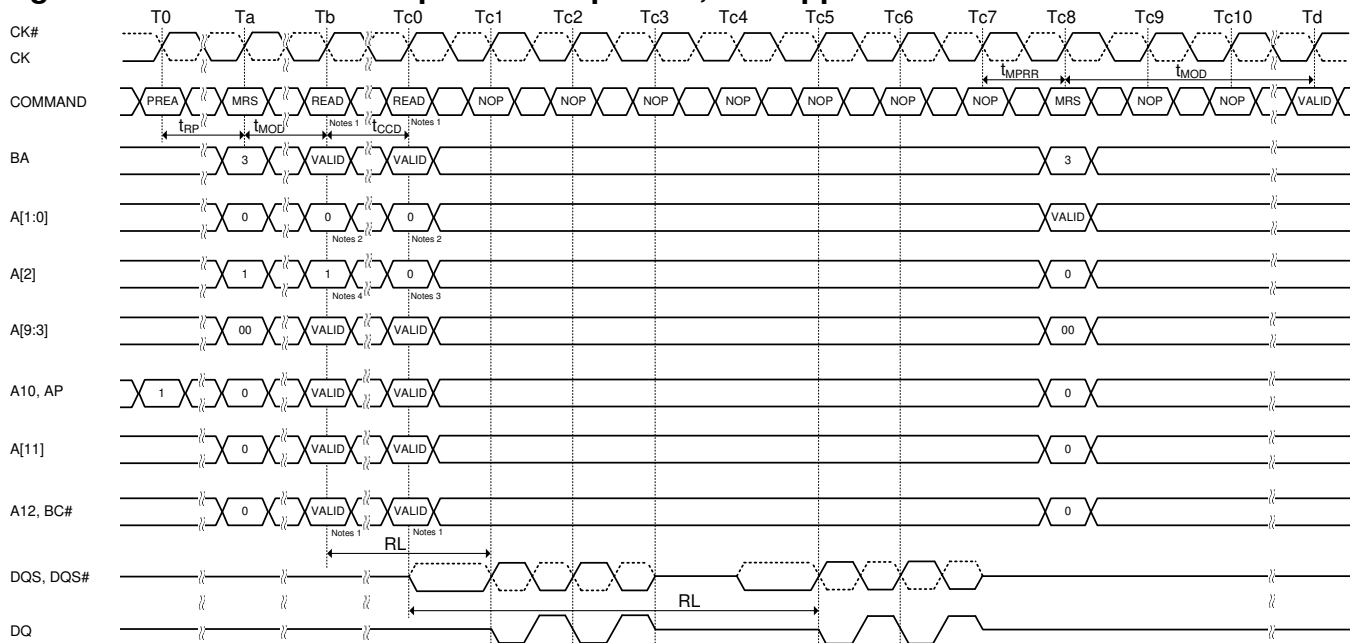 T0 Ta Tb Tc0 Tc1 Tc2 Tc3 Tc4 Tc5 Tc6 Tc7 Tc8 Tc9 Tc10 Td
CK#
CK
tMPRR tMOD
COMMAND PREA MRS READ READ NOP NOP NOP NOP NOP NOP NOP MRS NOP NOP VALID
Notes 1 Notes 1
tRP tMOD tCCD
BA 3 VALID VALID 3
A[1:0] 0 0 0 VALID
Notes 2 Notes 2
A[2] 1 1 0 0
Notes 4 Notes 3
A[9:3] 00 VALID VALID 00
A10, AP 1 0 VALID VALID 0
A[11] 0 VALID VALID 0
A12, BC# 0 VALID VALID 0
Notes 1 Notes 1
RL
DQS, DQS#
RL
DQ